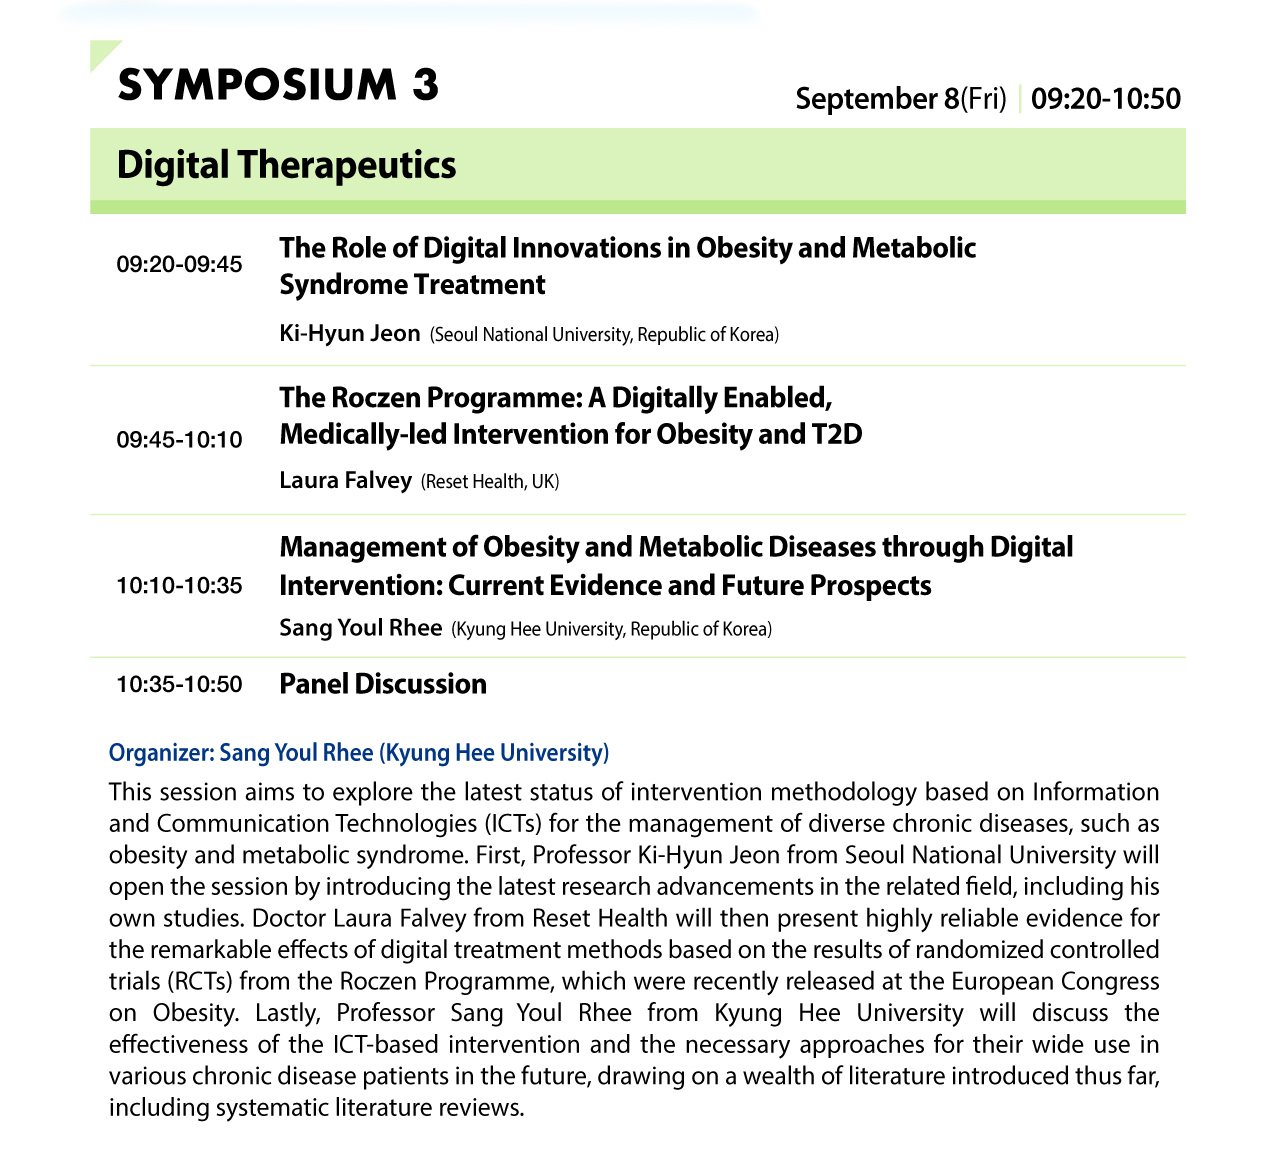 SYMPOSIUM 3
September 8(Fri) | 09:20-10:50
Digital Therapeutics
09:20-09:45
The Role of Digital Innovations in Obesity and Metabolic
Syndrome Treatment
Ki-Hyun Jeon (Seoul National University, Republic of Korea)
09:45-10:10
The Roczen Programme: A Digitally Enabled,
Medically-led Intervention for Obesity and T2D
Laura Falvey (Reset Health, UK)
10:10-10:35
Management of Obesity and Metabolic Diseases through Digital
Intervention: Current Evidence and Future Prospects
Sang Youl Rhee (Kyung Hee University, Republic of Korea)
10:35-10:50 Panel Discussion
Organizer: Sang Youl Rhee (Kyung Hee University)
This session aims to explore the latest status of intervention methodology based on Information
and Communication Technologies (ICTs) for the management of diverse chronic diseases, such as
obesity and metabolic syndrome. First, Professor Ki-Hyun Jeon from Seoul National University will
open the session by introducing the latest research advancements in the related field, including his
own studies. Doctor Laura Falvey from Reset Health will then present highly reliable evidence for
the remarkable effects of digital treatment methods based on the results of randomized controlled
trials (RCTs) from the Roczen Programme, which were recently released at the European Congress
on Obesity. Lastly, Professor Sang Youl Rhee from Kyung Hee University will discuss the
effectiveness of the ICT-based intervention and the necessary approaches for their wide use in
various chronic disease patients in the future, drawing on a wealth of literature introduced thus far,
including systematic literature reviews.